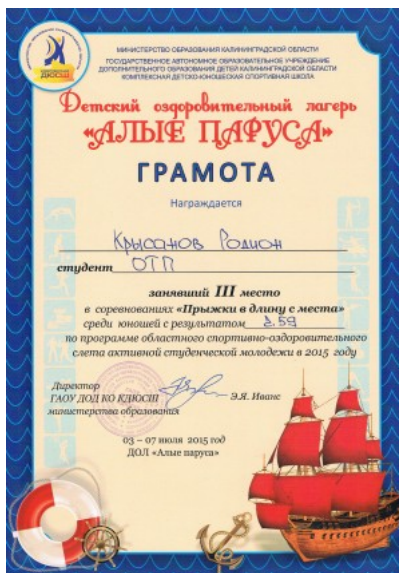 ДЮСШ
МИНИСТЕРСТВО ОБРАЗОВАНИЯ КАЛИНИНГРАДСКОЙ ОБЛАСТИ
ГОСУДАРСТВЕННОЕ АВТОНОМНОЕ ОБРАЗОВАТЕЛЬНОЕ УЧРЕЖДЕНИЕ
ДОПОЛНИТЕЛЬНОГО ОБРАЗОВАНИЯ ДЕТЕЙ КАЛИНИНГРАДСКОЙ ОБЛАСТИ
КОМПЛЕКСНАЯ ДЕТСКО-ЮНОШЕСКАЯ СПОРТИВНАЯ ШКОЛА
Детский оздоровительный лагерь
«АЛЫЕ ПАРУСА»
ГРАМОТА
Награждается
Крысанов Родион
студент ОТП
занявший III место
в соревнованиях «Прыжки в длину с места»
среди юношей с результатом 2.59
по программе областного спортивно-оздоровительного
слета активной студенческой молодежи в 2015 году
Директор
ГАОУ ДОД КО КДЮСШ Э.Я. Иванс
министерства образования
03 – 07 июля 2015 год
ДОЛ «Алые паруса»